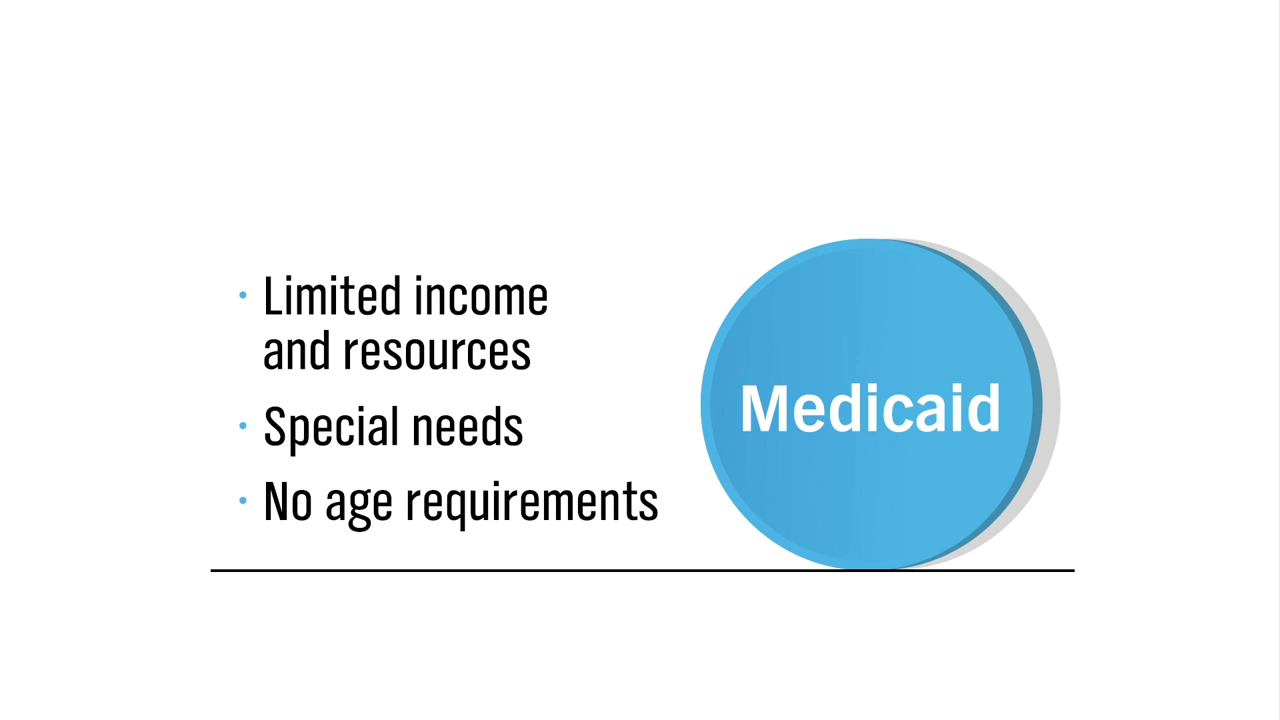 · Limited income
and resources
· Special needs
· No age requirements
Medicaid